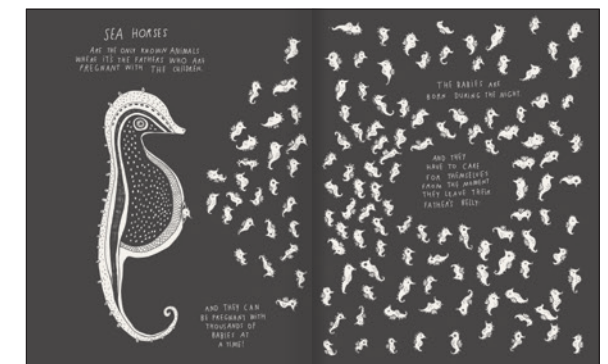 SEA HORSES
ARE THE ONLY KNOWN ANIMALS
WHERE IT'S THE FATHERS WHO ARE
PREGNANT WITH THE CHILDREN.
AND THEY CAN
BE PREGNANT WITH
THOUSANDS OF
BABIES AT
A TIME!
THE BABIES ARE
BORN DURING THE NIGHT
AND THEY
HAVE TO CARE
FOR THEMSELVES
FROM THE MOMENT
THEY LEAVE THEIR
FATHER'S BELLY.